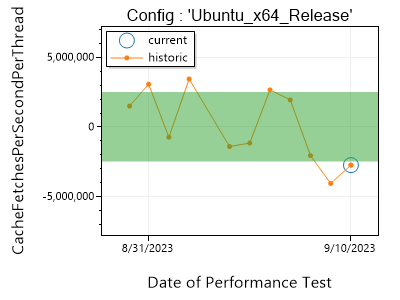 Config : 'Ubuntu_x64_Release'
current
historic
CacheFetchesPerSecondPerThread
5,000,000
0
-5,000,000
8/31/2023
9/10/2023
Date of Performance Test